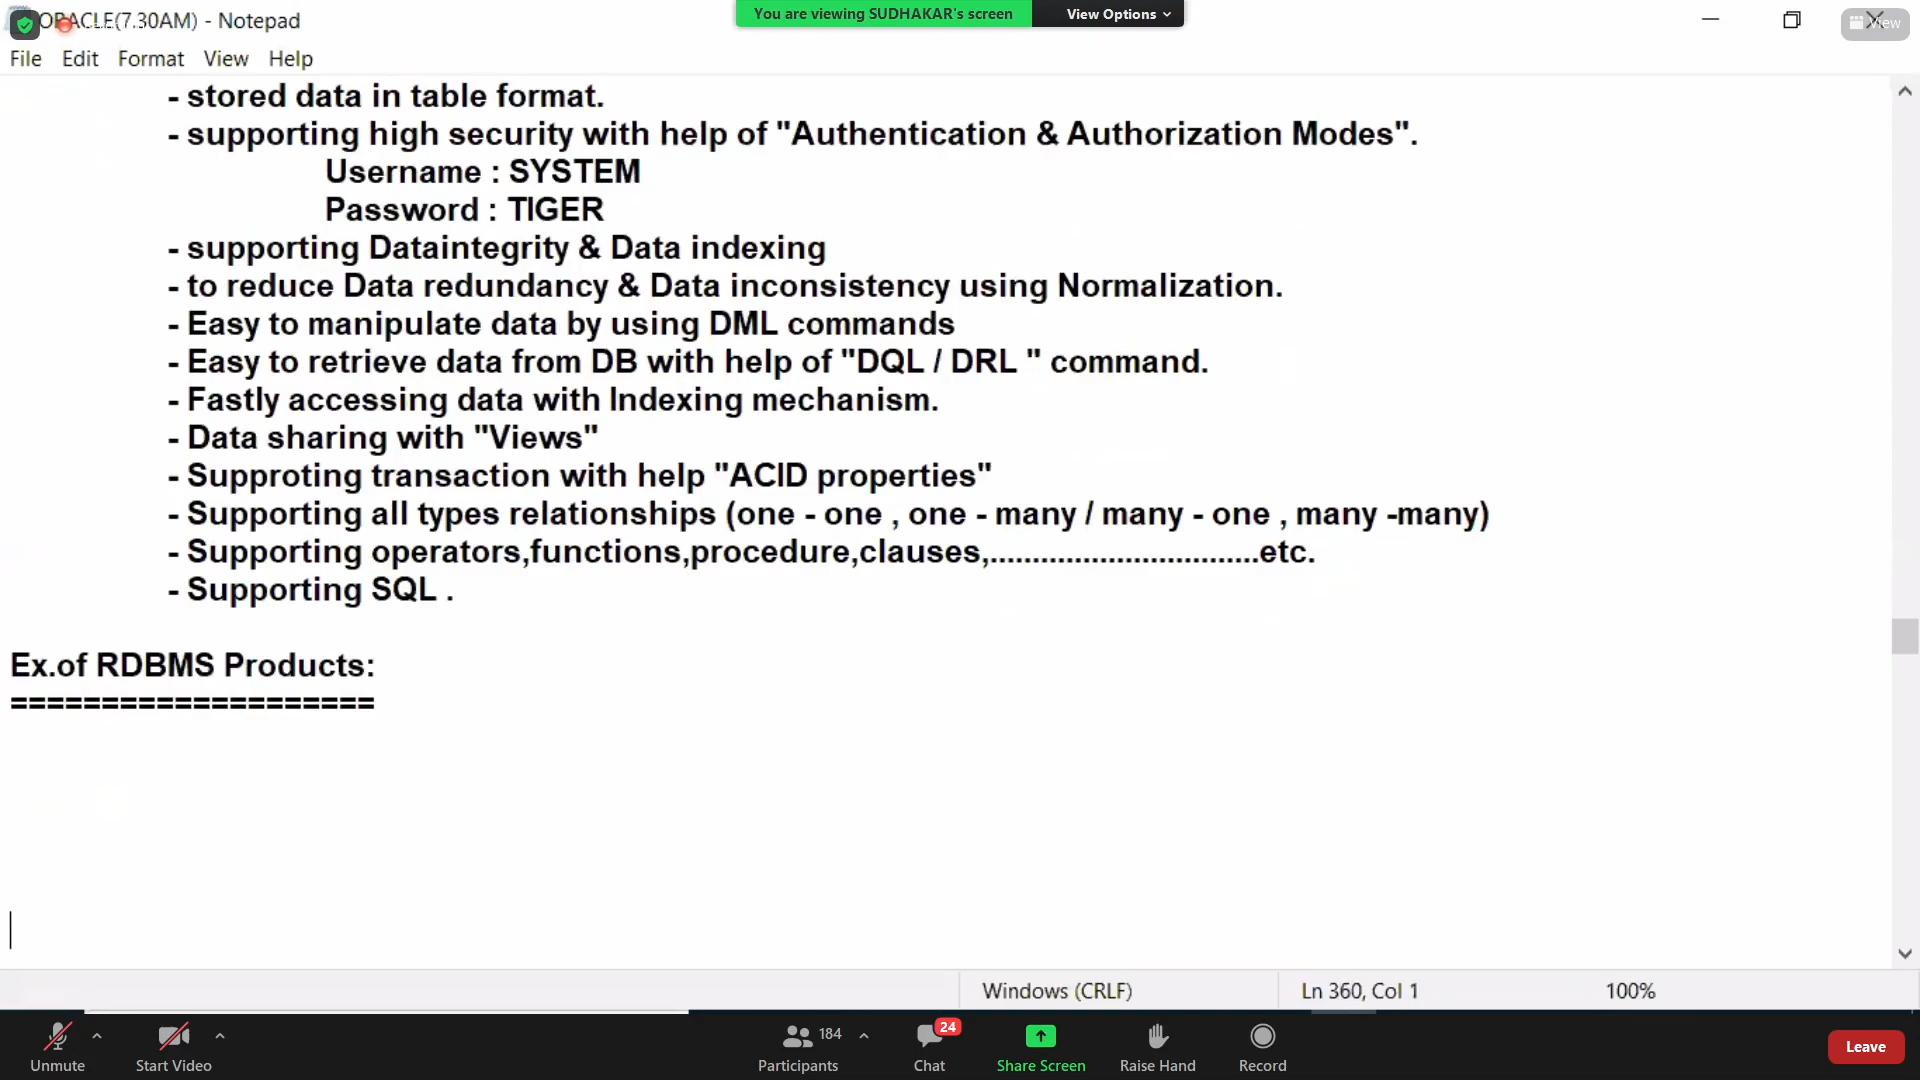 ORACLE(7.30AM) - Notepad
You are viewing SUDHAKAR's screen
View Options
View
File Edit Format View Help
- stored data in table format.
- supporting high security with help of "Authentication & Authorization Modes".
Username : SYSTEM
Password : TIGER
- supporting Dataintegrity & Data indexing
- to reduce Data redundancy & Data inconsistency using Normalization.
- Easy to manipulate data by using DML commands
- Easy to retrieve data from DB with help of "DQL / DRL " command.
- Fastly accessing data with Indexing mechanism.
- Data sharing with "Views"
- Supproting transaction with help "ACID properties"
- Supporting all types relationships (one - one , one - many / many - one , many -many)
- Supporting operators,functions,procedure,clauses,................................etc.
- Supporting SQL .
Ex.of RDBMS Products:
====================
Windows (CRLF) Ln 360, Col 1 100%
184 24
Unmute Start Video Participants Chat Share Screen Raise Hand Record Leave